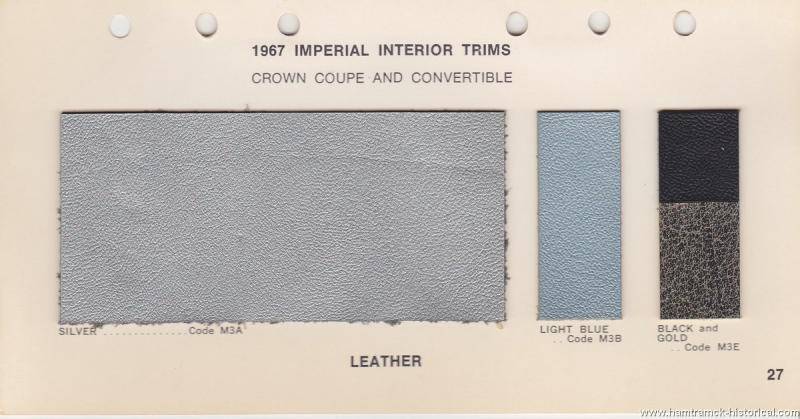 1967 IMPERIAL INTERIOR TRIMS
CROWN COUPE AND CONVERTIBLE
SILVER ............... Code M3A
LIGHT BLUE
.. Code M3B
BLACK and
GOLD
.. Code M3E
LEATHER
27
www.hamtramck-historical.com